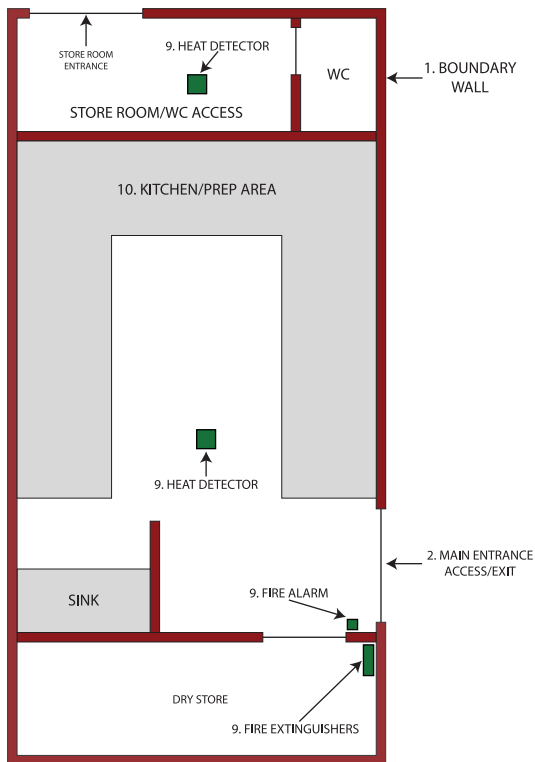 STORE ROOM
ENTRANCE
9. HEAT DETECTOR
WC
1. BOUNDARY
WALL
STORE ROOM/WC ACCESS
10. KITCHEN/PREP AREA
9. HEAT DETECTOR
2. MAIN ENTRANCE
ACCESS/EXIT
9. FIRE ALARM
SINK
DRY STORE
9. FIRE EXTINGUISHERS